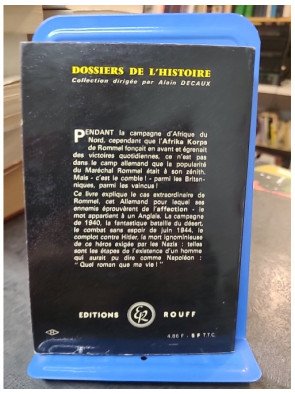 DOSSIERS DE L'HISTOIRE
Collection dirigée par Alain DECAUX
PENDANT la campagne d'Afrique du
Nord, cependant que l'Afrika Korps
de Rommel fonçait en avant et égrenait
des victoires quotidiennes, ce n'est pas
dans le camp allemand que la popularité
du Maréchal Rommel était à son zénith.
Mais - c'est le comble ! - parmi les Britan-
niques, parmi les vaincus !
Ce livre explique le cas extraordinaire de
Rommel, cet Allemand pour lequel ses
ennemis éprouvèrent de l'affection - le
mot appartient à un Anglais. La campagne
de 1940, la fantastique bataille du désert,
le combat sans espoir de juin 1944, le
complot contre Hitler, la mort ignominieuse
de ce héros exigée par les Nazis : telles
sont les étapes de l'existence d'un homme
qui aurait pu dire comme Napoléon :
" Quel roman que ma vie ! "
EDITIONS ER ROUFF
4.86 F - 5 F T.T.C.